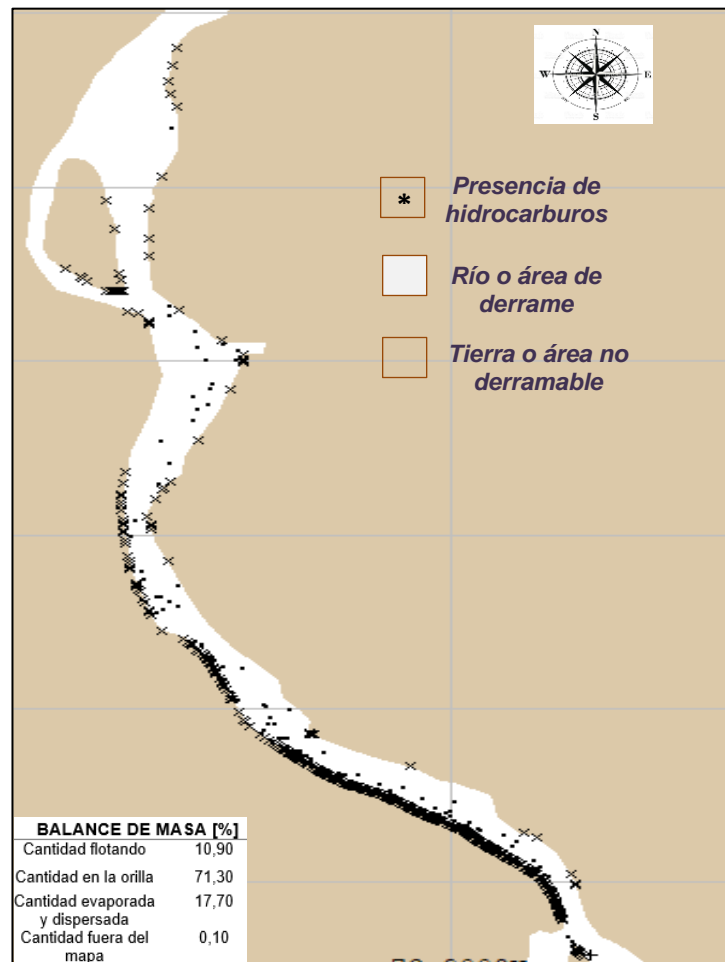 N
W
E
S
*
Presencia de
hidrocarburos
Río o área de
derrame
Tierra o área no
derramable
BALANCE DE MASA [%]
Cantidad flotando 10,90
Cantidad en la orilla 71,30
Cantidad evaporada
y dispersada 17,70
Cantidad fuera del
mapa 0,10